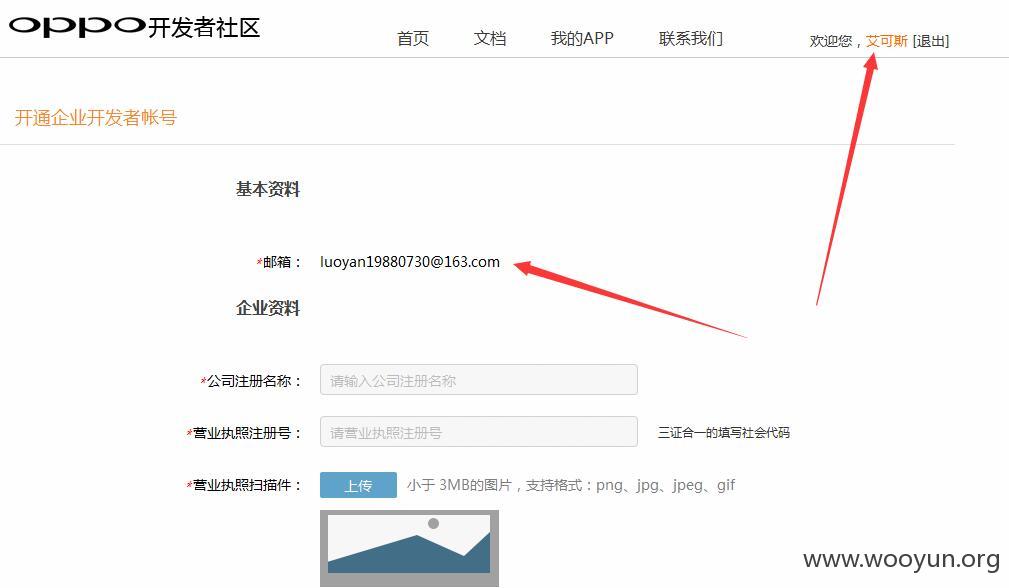 oppo开发者社区
首页 文档 我的APP 联系我们 欢迎您，艾可斯 [退出]
开通企业开发者帐号
基本资料
*邮箱： luoyan19880730@163.com
企业资料
*公司注册名称： 请输入公司注册名称
*营业执照注册号： 请营业执照注册号 三证合一的填写社会代码
*营业执照扫描件： 上传 小于 3MB的图片，支持格式：png、jpg、jpeg、gif
www.wooyun.org